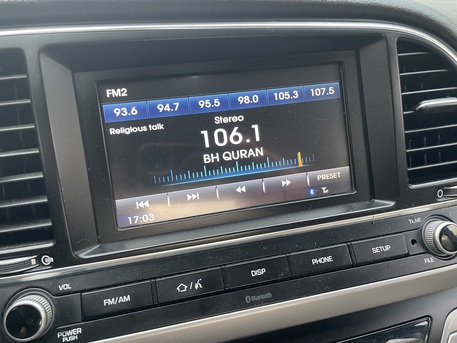 FM2
93.6 94.7 95.5 98.0 105.3 107.5
Religious talk
Stereo
106.1
BH QURAN
PRESET
17:03
VOL
POWER
PUSH
FM/AM
DISP
PHONE
SETUP
TUNE
FILE
Bluetooth